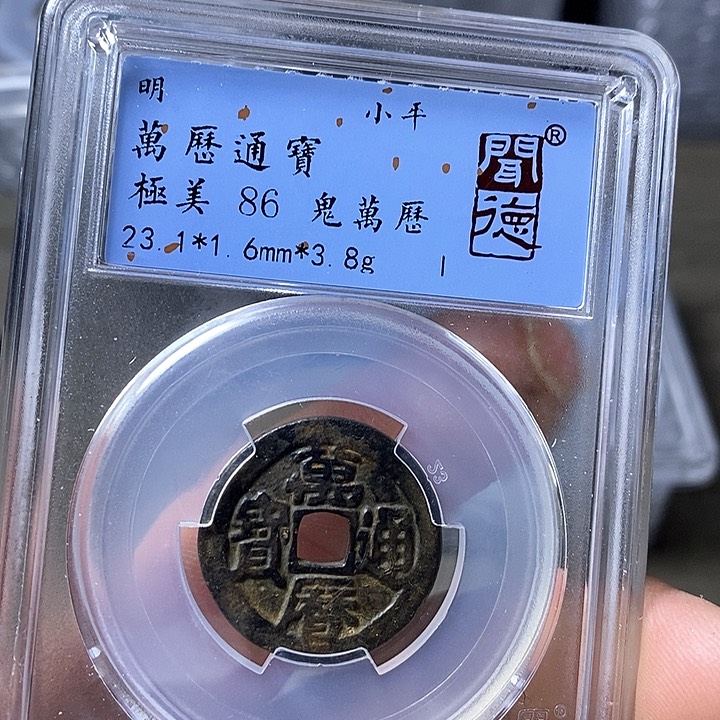 明
小平
萬曆通寶
極美 86 鬼萬曆
23.1*1.6mm*3.8g
聞德®
萬曆通寶
53